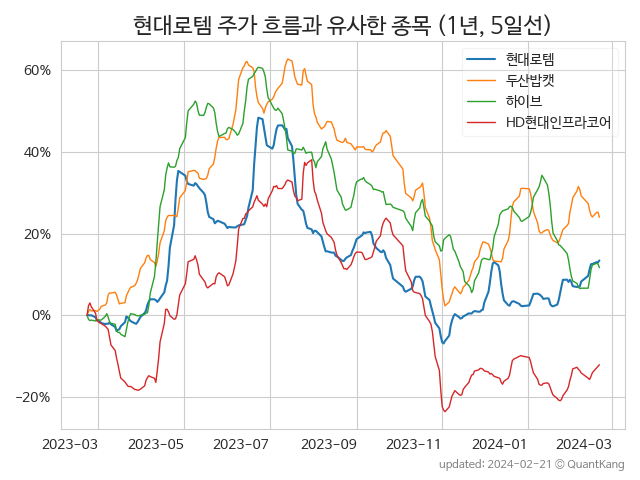 현대로템 주가 흐름과 유사한 종목 (1년, 5일선)
현대로템
두산밥캣
하이브
HD현대인프라코어
60%
40%
20%
0%
−20%
2023-03
2023-05
2023-07
2023-09
2023-11
2024-01
2024-03
updated: 2024-02-21 © QuantKang